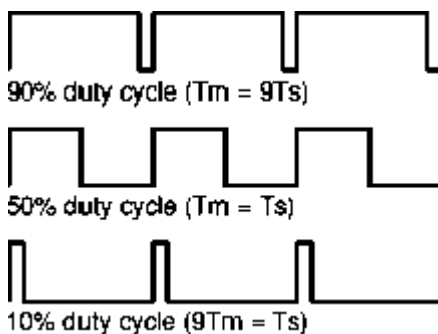 90% duty cycle (Tm = 9Ts)
50% duty cycle (Tm = Ts)
10% duty cycle (9Tm = Ts)